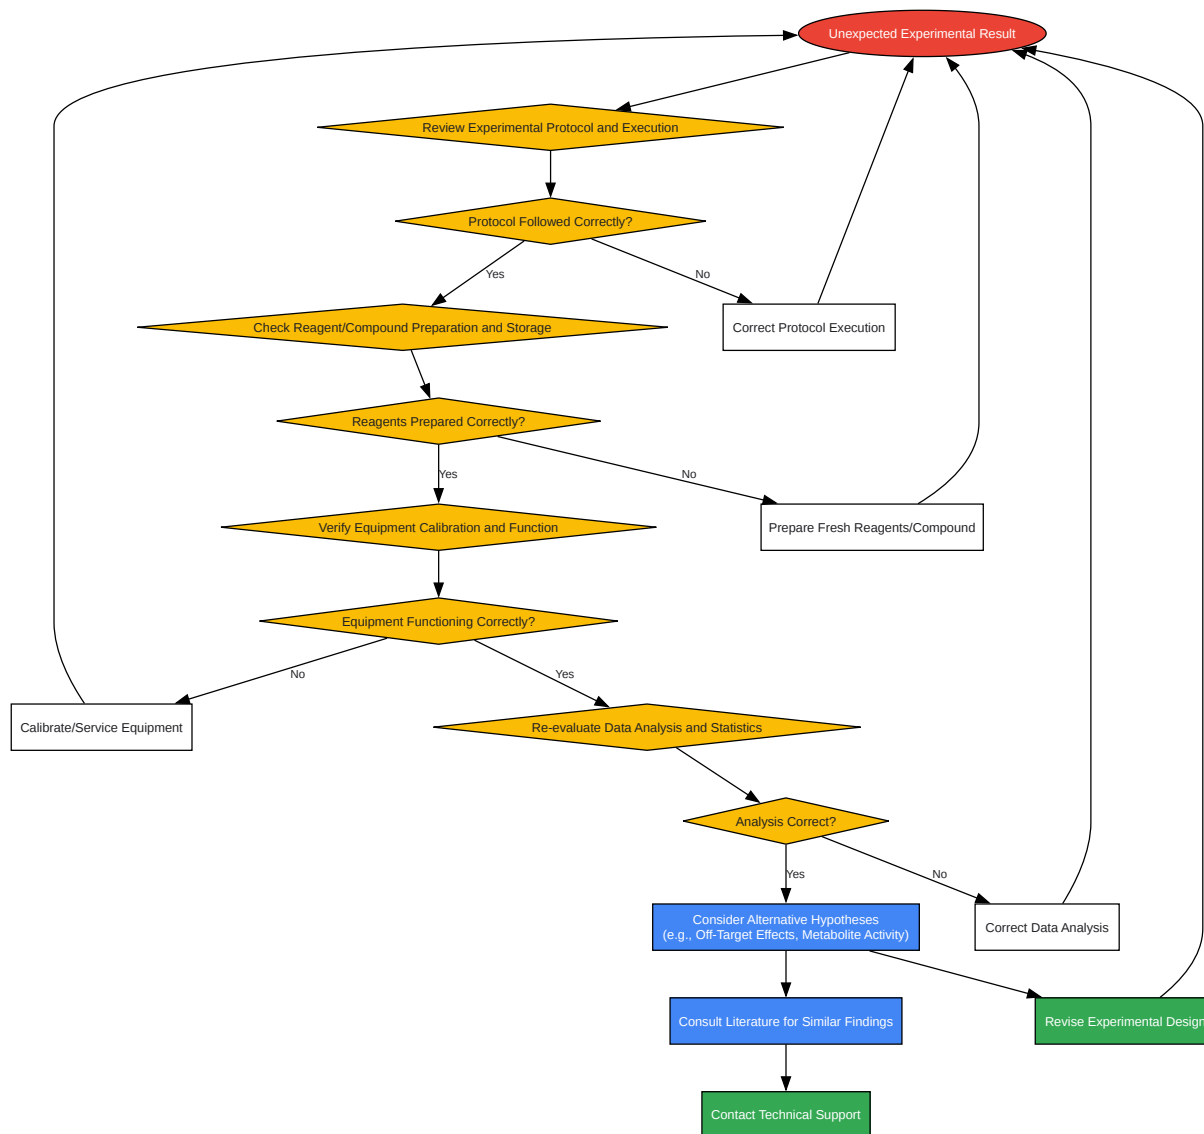 Unexpected Experimental Result
Review Experimental Protocol and Execution
Protocol Followed Correctly?
Yes
No
Check Reagent/Compound Preparation and Storage
Correct Protocol Execution
Reagents Prepared Correctly?
Yes
No
Verify Equipment Calibration and Function
Prepare Fresh Reagents/Compound
Equipment Functioning Correctly?
No
Yes
Calibrate/Service Equipment
Re-evaluate Data Analysis and Statistics
Analysis Correct?
Yes
No
Consider Alternative Hypotheses
(e.g., Off-Target Effects, Metabolite Activity)
Correct Data Analysis
Consult Literature for Similar Findings
Revise Experimental Design
Contact Technical Support